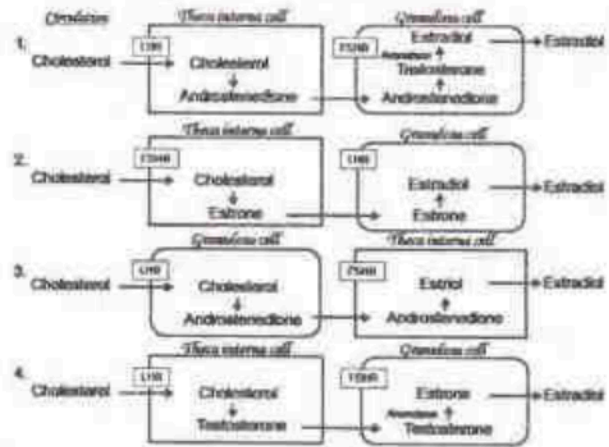 Circulation Theca interna cell Granulosa cell
1. LHR FSHR Estradiol Estradiol
Cholesterol Cholesterol Aromatase Testosterone
Androstenedione Androstenedione
Theca interna cell Granulosa cell
2. FSHR LHR
Cholesterol Cholesterol Estradiol Estradiol
Estrone Estrone
Granulosa cell Theca interna cell
3. LHR FSHR
Cholesterol Cholesterol Estriol Estradiol
Androstenedione Androstenedione
Theca interna cell Granulosa cell
4. LHR FSHR
Cholesterol Cholesterol Estrone Estradiol
Testosterone Aromatase Testosterone